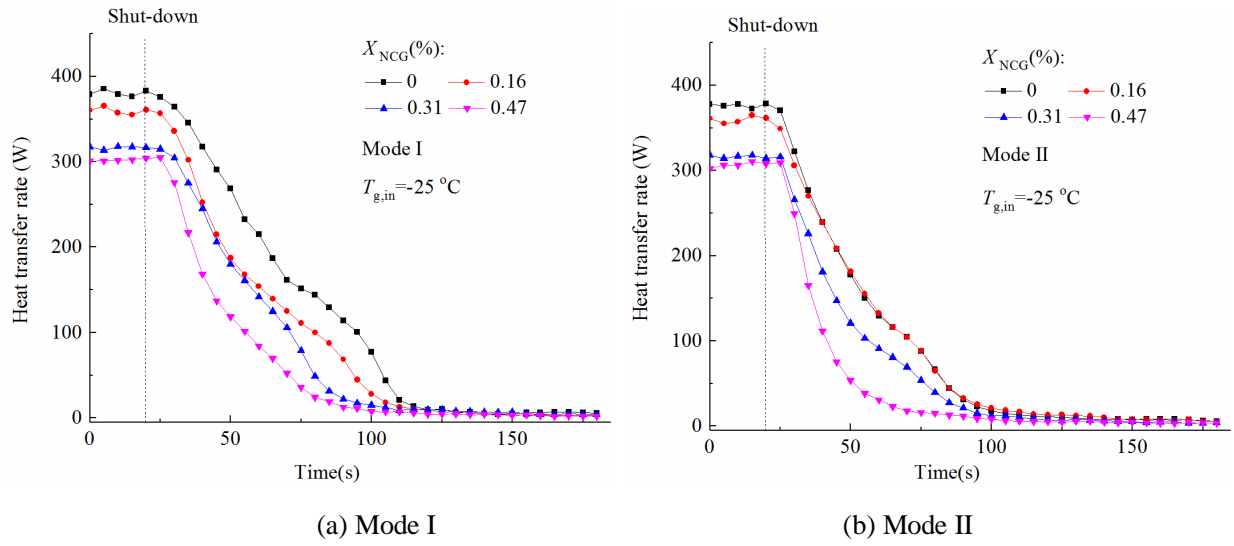 Shut-down
X_NCG(%):
0 0.16
0.31 0.47
Mode I
T_g,in=-25 °C
Heat transfer rate (W)
400
300
200
100
0
0 50 100 150
Time(s)
(a) Mode I
Shut-down
X_NCG(%):
0 0.16
0.31 0.47
Mode II
T_g,in=-25 °C
Heat transfer rate (W)
400
300
200
100
0
0 50 100 150
Time(s)
(b) Mode II